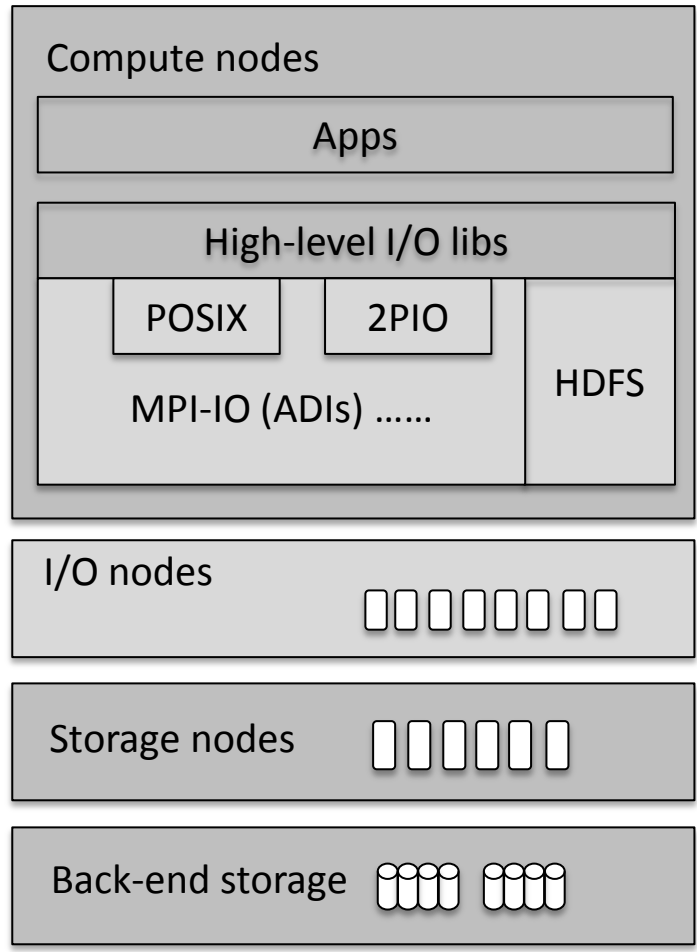 Compute nodes
Apps
High-level I/O libs
POSIX
2PIO
MPI-IO (ADIs) ......
HDFS
I/O nodes
Storage nodes
Back-end storage